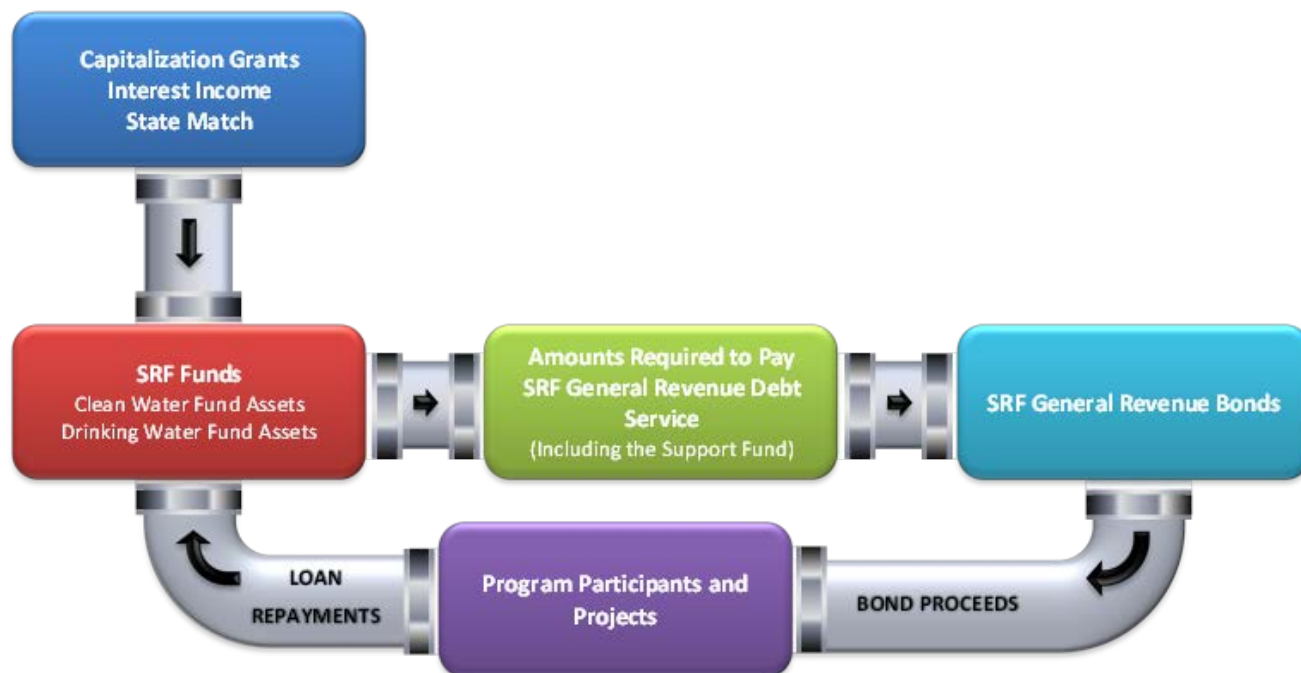 Capitalization Grants
Interest Income
State Match
SRF Funds
Clean Water Fund Assets
Drinking Water Fund Assets
Amounts Required to Pay
SRF General Revenue Debt
Service
(Including the Support Fund)
SRF General Revenue Bonds
LOAN
REPAYMENTS
Program Participants and
Projects
BOND PROCEEDS